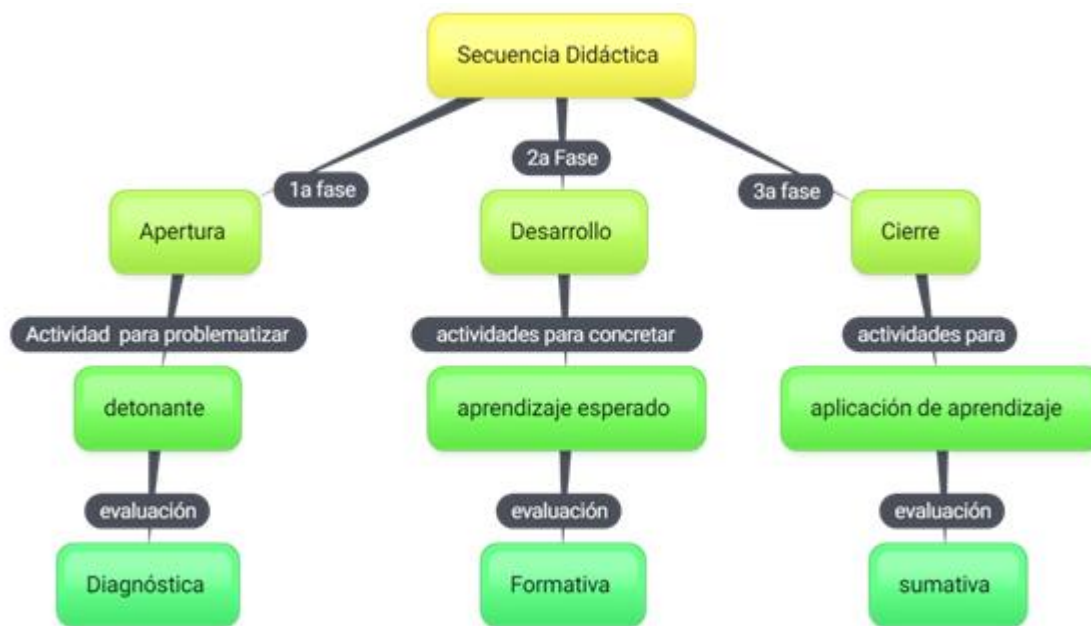 Secuencia Didáctica
1a fase
2a Fase
3a fase
Apertura
Desarrollo
Cierre
Actividad para problematizar
actividades para concretar
actividades para
detonante
aprendizaje esperado
aplicación de aprendizaje
evaluación
evaluación
evaluación
Diagnóstica
Formativa
sumativa